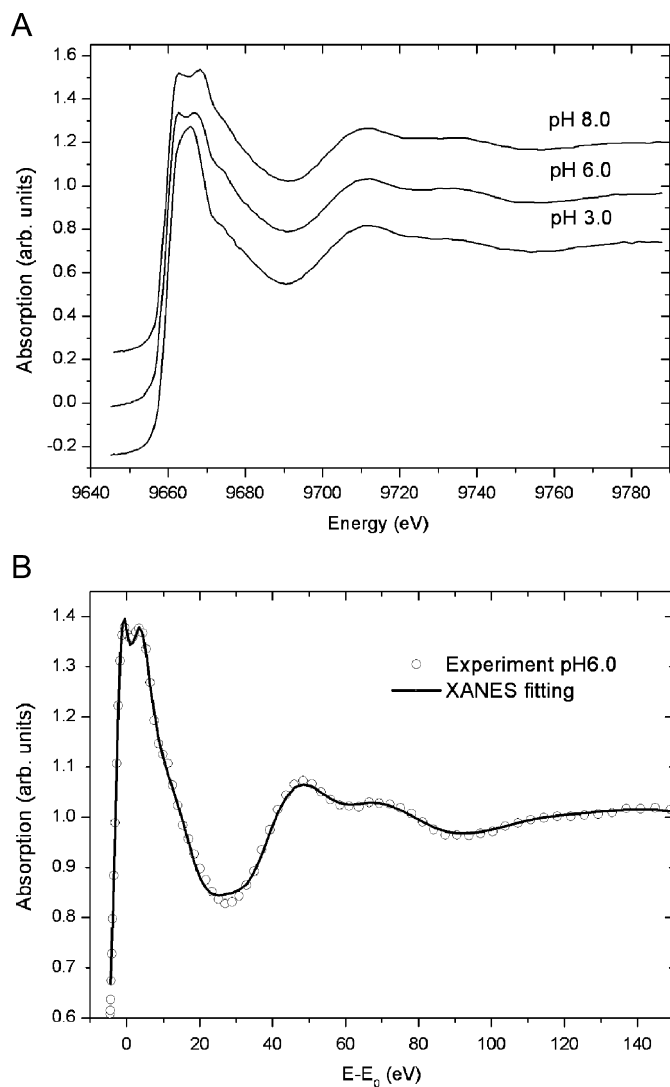 A
1.6
1.4
1.2
1.0
0.8
0.6
0.4
0.2
0.0
-0.2
Absorption (arb. units)
pH 8.0
pH 6.0
pH 3.0
9640 9660 9680 9700 9720 9740 9760 9780
Energy (eV)
B
1.4
1.3
1.2
1.1
1.0
0.9
0.8
0.7
0.6
Absorption (arb. units)
Experiment pH6.0
XANES fitting
0 20 40 60 80 100 120 140
E-E0 (eV)